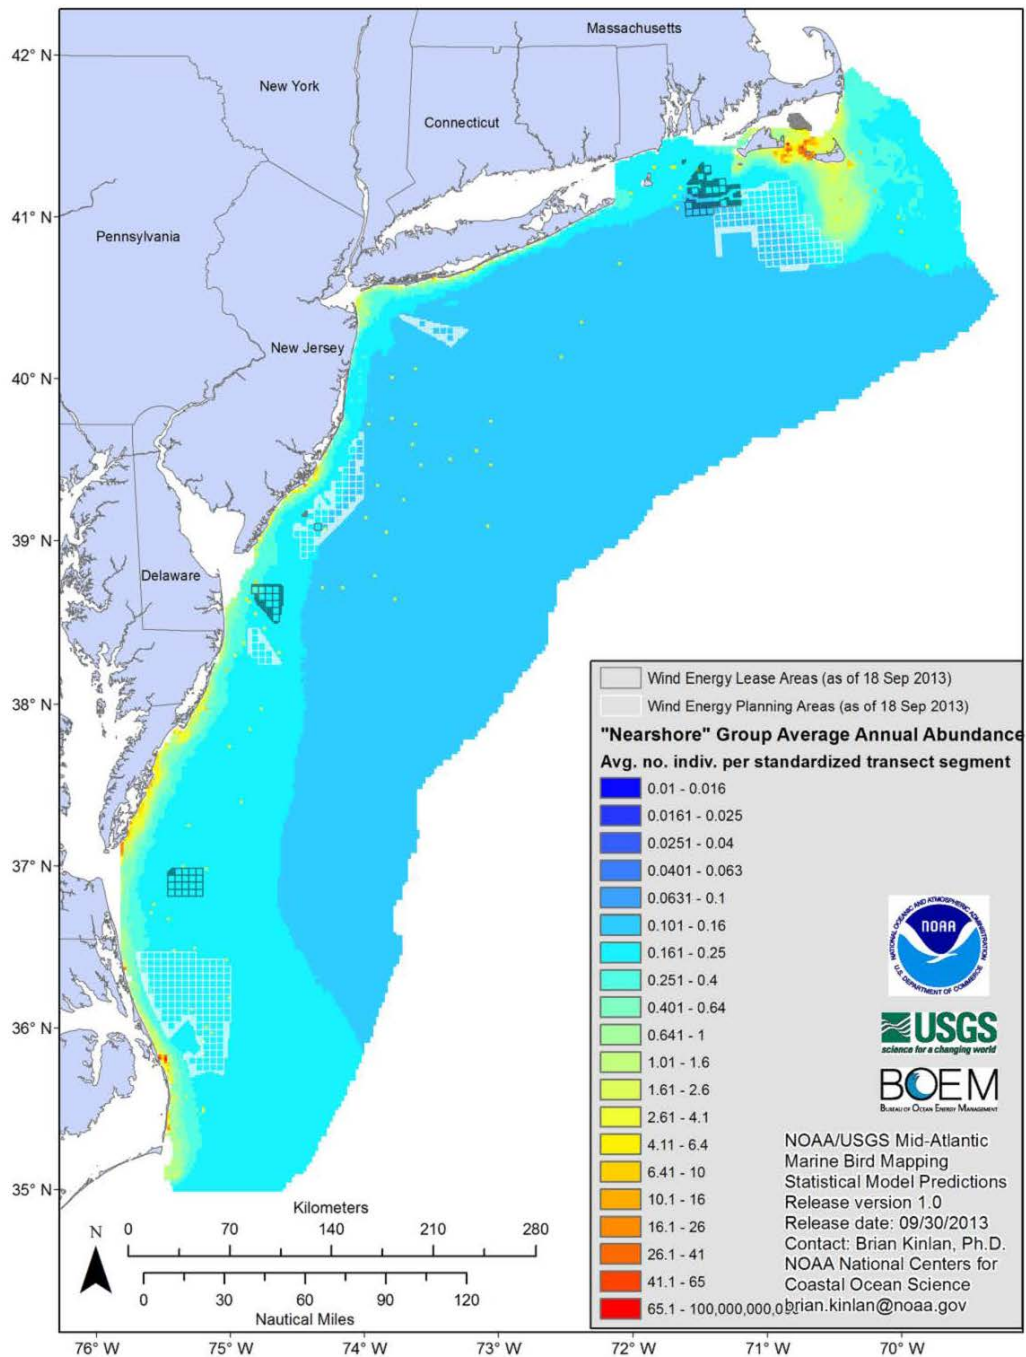 Massachusetts
42° N
New York
Connecticut
41° N
Pennsylvania
New Jersey
40° N
39° N
Delaware
38° N
37° N
36° N
35° N
Wind Energy Lease Areas (as of 18 Sep 2013)
Wind Energy Planning Areas (as of 18 Sep 2013)
"Nearshore" Group Average Annual Abundance
Avg. no. indiv. per standardized transect segment
0.01 - 0.016
0.0161 - 0.025
0.0251 - 0.04
0.0401 - 0.063
0.0631 - 0.1
0.101 - 0.16
0.161 - 0.25
0.251 - 0.4
0.401 - 0.64
0.641 - 1
1.01 - 1.6
1.61 - 2.6
2.61 - 4.1
4.11 - 6.4
6.41 - 10
10.1 - 16
16.1 - 26
26.1 - 41
41.1 - 65
65.1 - 100,000,000,0
NATIONAL OCEANIC AND ATMOSPHERIC ADMINISTRATION
NOAA
U.S. DEPARTMENT OF COMMERCE
USGS
science for a changing world
BOEM
BUREAU OF OCEAN ENERGY MANAGEMENT
NOAA/USGS Mid-Atlantic
Marine Bird Mapping
Statistical Model Predictions
Release version 1.0
Release date: 09/30/2013
Contact: Brian Kinlan, Ph.D.
NOAA National Centers for
Coastal Ocean Science
brian.kinlan@noaa.gov
Kilometers
N
0 70 140 210 280
0 30 60 90 120
Nautical Miles
76° W 75° W 74° W 73° W 72° W 71° W 70° W